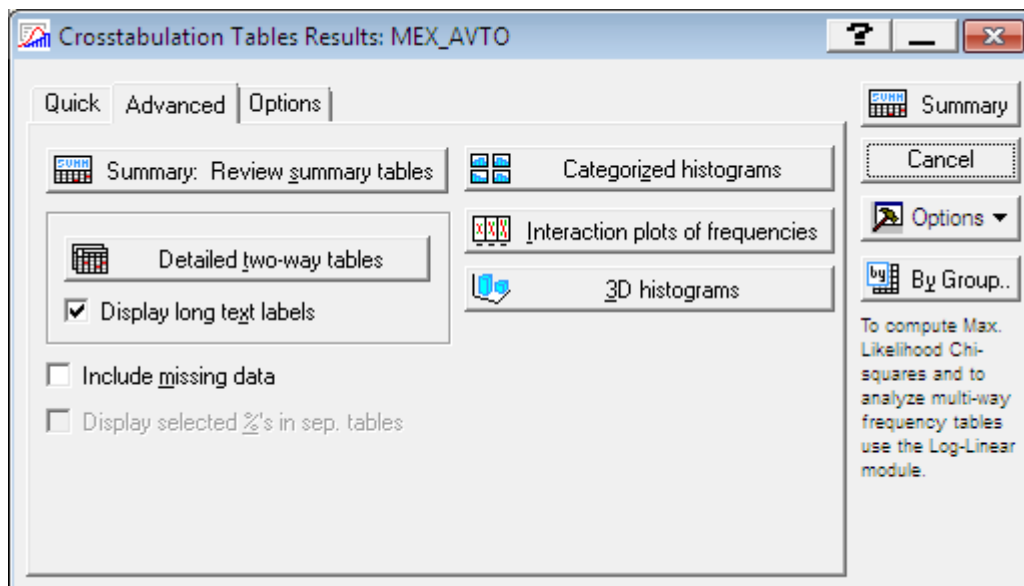 Crosstabulation Tables Results: MEX_AVTO
Quick
Advanced
Options
Summary: Review summary tables
Detailed two-way tables
Display long text labels
Include missing data
Display selected %'s in sep. tables
Categorized histograms
Interaction plots of frequencies
3D histograms
Summary
Cancel
Options
By Group..
To compute Max.
Likelihood Chi-
squares and to
analyze multi-way
frequency tables
use the Log-Linear
module.